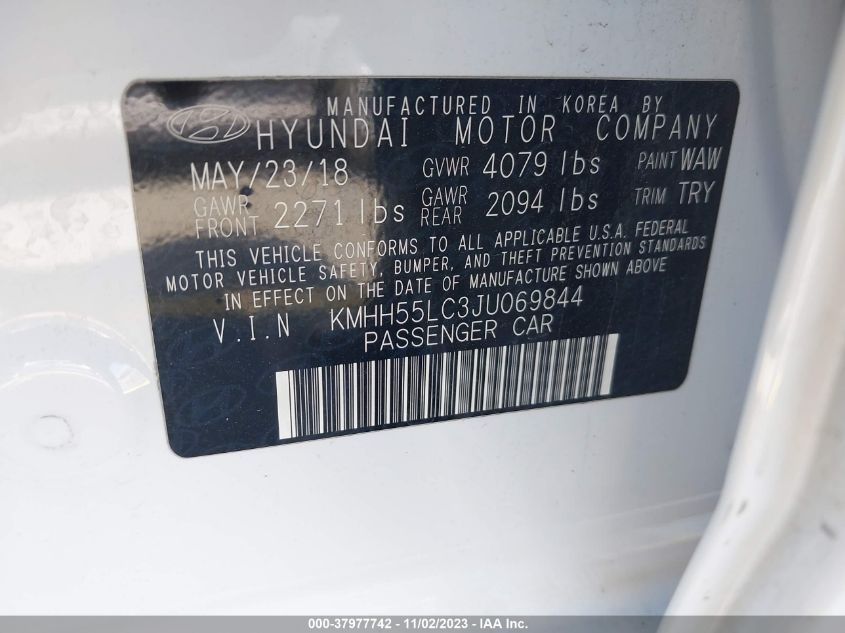 MANUFACTURED IN KOREA BY
HYUNDAI MOTOR COMPANY
MAY/23/18 GVWR 4079 lbs PAINT WAW
GAWR FRONT 2271 lbs GAWR REAR 2094 lbs TRIM TRY
THIS VEHICLE CONFORMS TO ALL APPLICABLE U.S.A. FEDERAL
MOTOR VEHICLE SAFETY, BUMPER, AND THEFT PREVENTION STANDARDS
IN EFFECT ON THE DATE OF MANUFACTURE SHOWN ABOVE
V.I.N KMHH55LC3JU069844
PASSENGER CAR
000-37977742 - 11/02/2023 - © IAA, Inc.